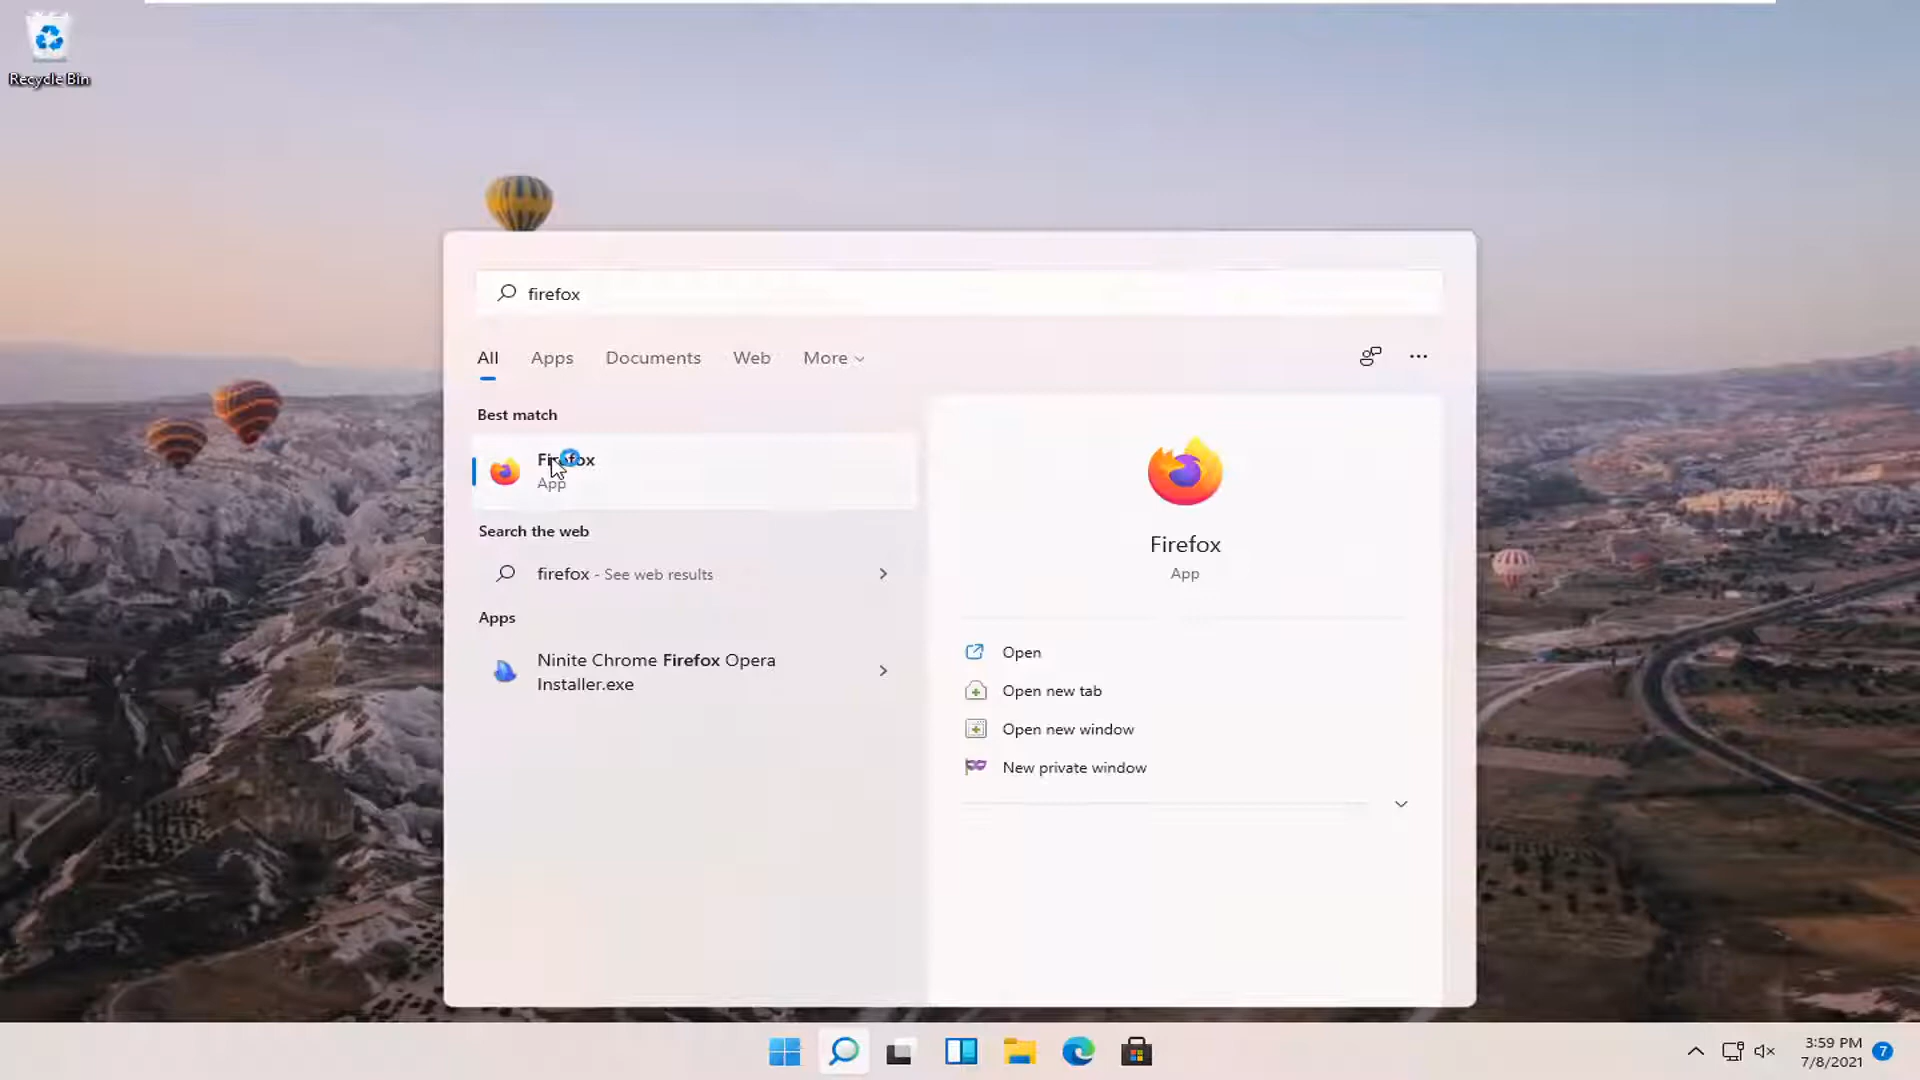 Recycle Bin
firefox
All
Apps
Documents
Web
More
Best match
Firefox
App
Search the web
firefox - See web results
Apps
Ninite Chrome Firefox Opera
Installer.exe
Firefox
App
Open
Open new tab
Open new window
New private window
3:59 PM
7/8/2021
7